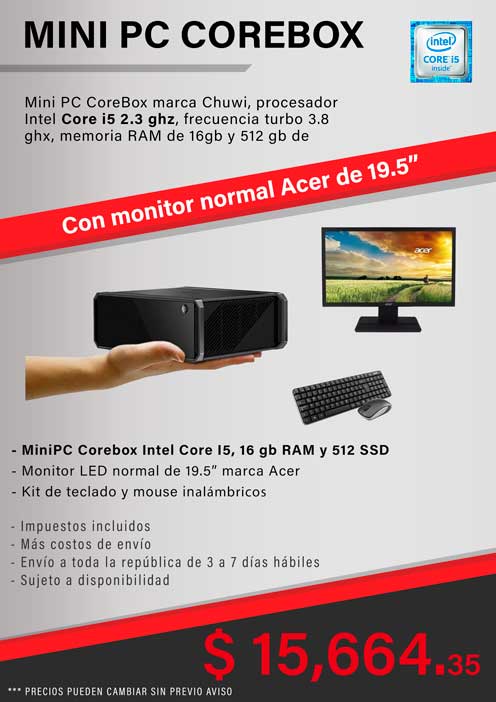 MINI PC COREBOX
intel
CORE i5
inside™
Mini PC CoreBox marca Chuwi, procesador
Intel Core i5 2.3 ghz, frecuencia turbo 3.8
ghx, memoria RAM de 16gb y 512 gb de
Con monitor normal Acer de 19.5”
acer
- MiniPC Corebox Intel Core I5, 16 gb RAM y 512 SSD
- Monitor LED normal de 19.5” marca Acer
- Kit de teclado y mouse inalámbricos
- Impuestos incluidos
- Más costos de envío
- Envío a toda la república de 3 a 7 días hábiles
- Sujeto a disponibilidad
$ 15,664.35
*** PRECIOS PUEDEN CAMBIAR SIN PREVIO AVISO